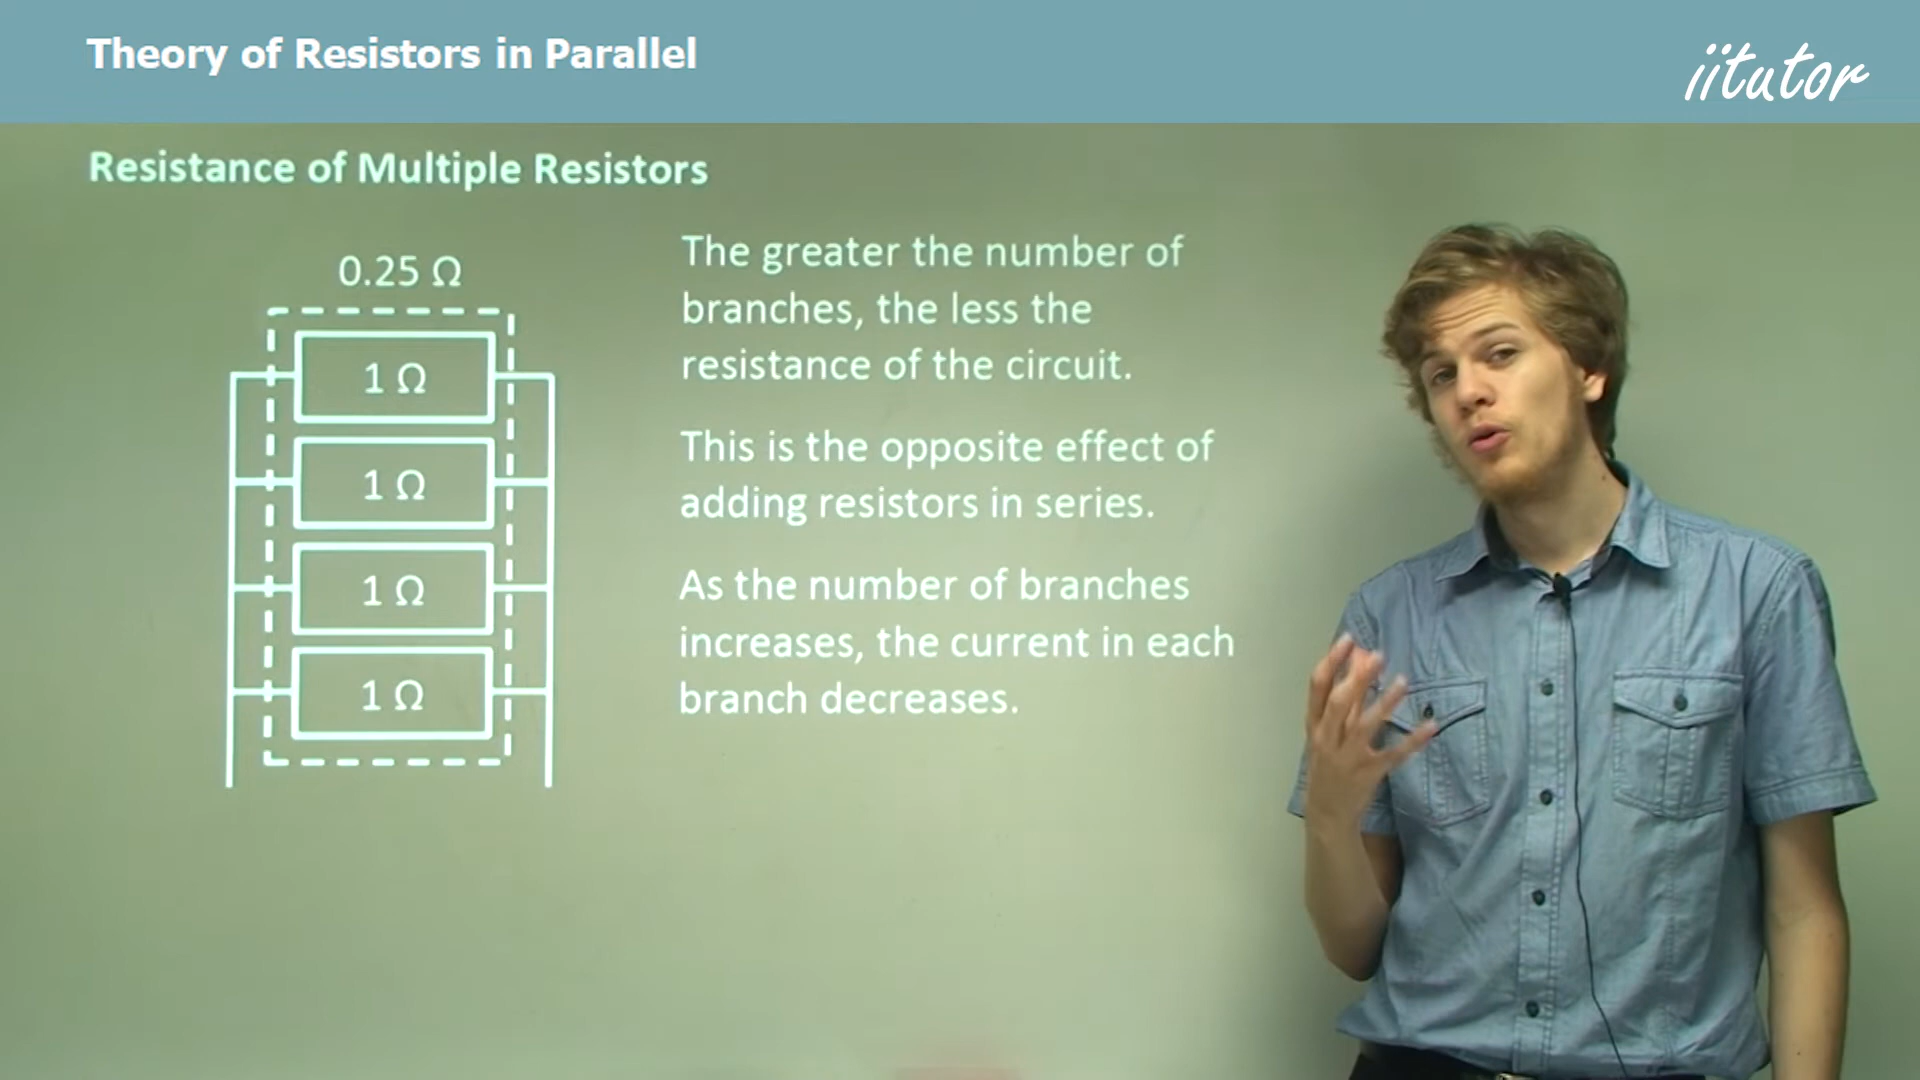 Theory of Resistors in Parallel
iitutor
Resistance of Multiple Resistors
0.25 Ω
1 Ω
1 Ω
1 Ω
1 Ω
The greater the number of
branches, the less the
resistance of the circuit.
This is the opposite effect of
adding resistors in series.
As the number of branches
increases, the current in each
branch decreases.